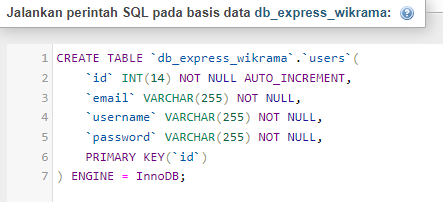 Jalankan perintah SQL pada basis data db_express_wikrama:
1 CREATE TABLE `db_express_wikrama`.`users`(
2 `id` INT(14) NOT NULL AUTO_INCREMENT,
3 `email` VARCHAR(255) NOT NULL,
4 `username` VARCHAR(255) NOT NULL,
5 `password` VARCHAR(255) NOT NULL,
6 PRIMARY KEY(`id`)
7 ) ENGINE = InnoDB;